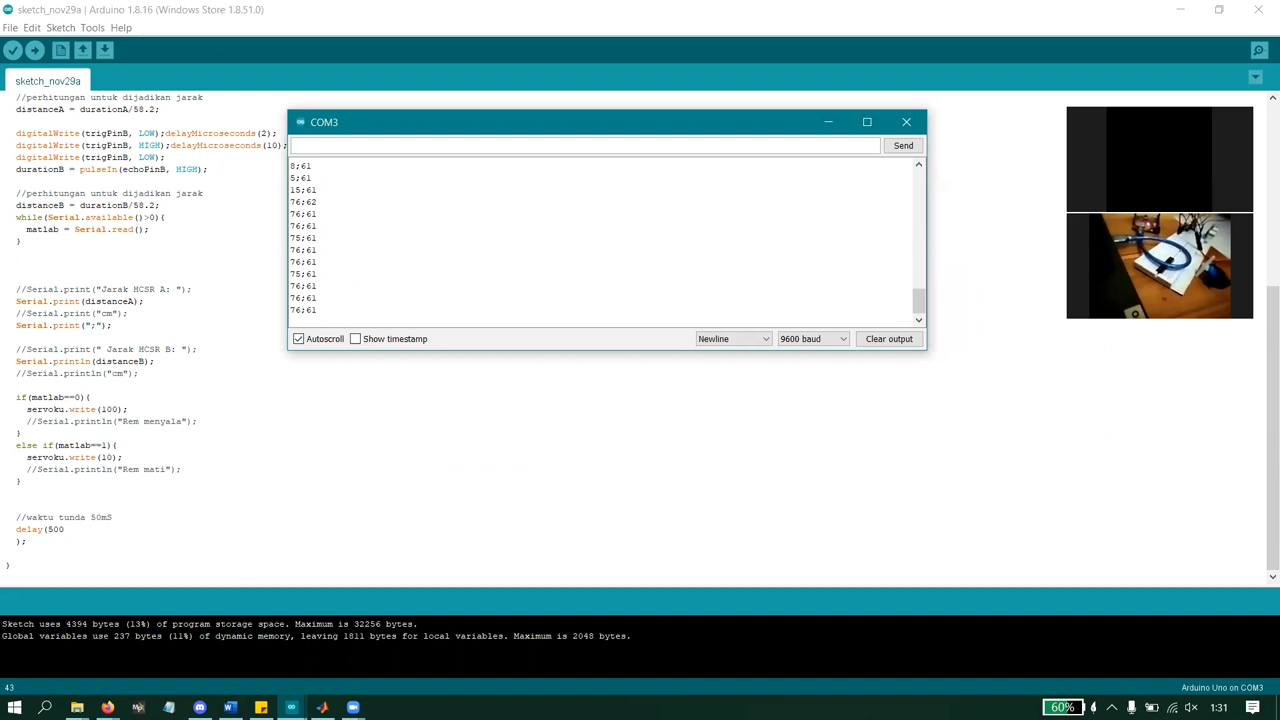 sketch_nov29a | Arduino 1.8.16 (Windows Store 1.8.51.0)
File Edit Sketch Tools Help
sketch_nov29a
//perhitungan untuk dijadikan jarak
distanceA = durationA/58.2;
digitalWrite(trigPinB, LOW);delayMicroseconds(2);
digitalWrite(trigPinB, HIGH);delayMicroseconds(10);
digitalWrite(trigPinB, LOW);
durationB = pulseIn(echoPinB, HIGH);
//perhitungan untuk dijadikan jarak
distanceB = durationB/58.2;
while(Serial.available()>0){
matlab = Serial.read();
}
//Serial.print("Jarak HCSR A: ");
Serial.print(distanceA);
//Serial.print("cm");
Serial.print(";");
//Serial.print(" Jarak HCSR B: ");
Serial.println(distanceB);
//Serial.println("cm");
if(matlab==0){
servoku.write(100);
//Serial.println("Rem menyala");
}
else if(matlab==1){
servoku.write(10);
//Serial.println("Rem mati");
}
//waktu tunda 50mS
delay(500
);
}
COM3
Send
8;61
5;61
15;61
76;62
76;61
76;61
75;61
76;61
76;61
75;61
76;61
76;61
76;61
Autoscroll Show timestamp Newline 9600 baud Clear output
Sketch uses 4394 bytes (13%) of program storage space. Maximum is 32256 bytes.
Global variables use 237 bytes (11%) of dynamic memory, leaving 1811 bytes for local variables. Maximum is 2048 bytes.
43 Arduino Uno on COM3
60% 1:31